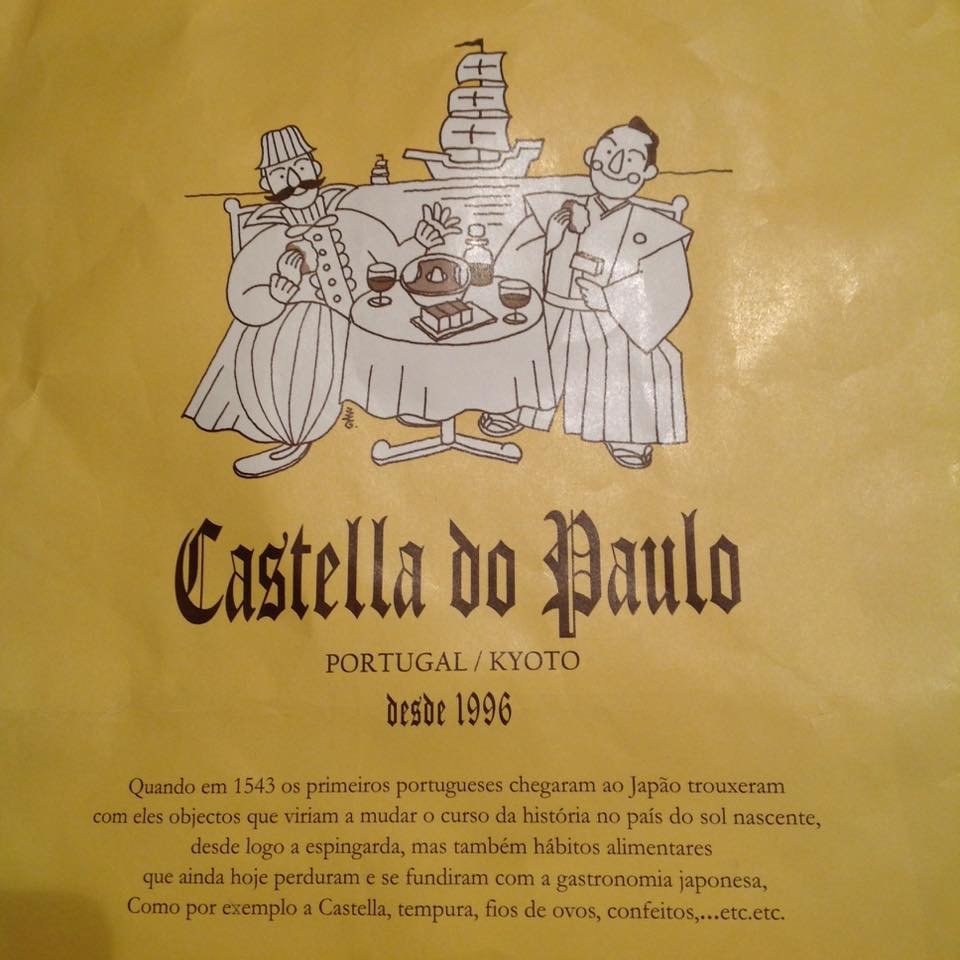 Castella do Paulo
PORTUGAL / KYOTO
desde 1996
Quando em 1543 os primeiros portugueses chegaram ao Japão trouxeram
com eles objectos que viriam a mudar o curso da história no país do sol nascente,
desde logo a espingarda, mas também hábitos alimentares
que ainda hoje perduram e se fundiram com a gastronomia japonesa,
Como por exemplo a Castella, tempura, fios de ovos, confeitos,...etc.etc.